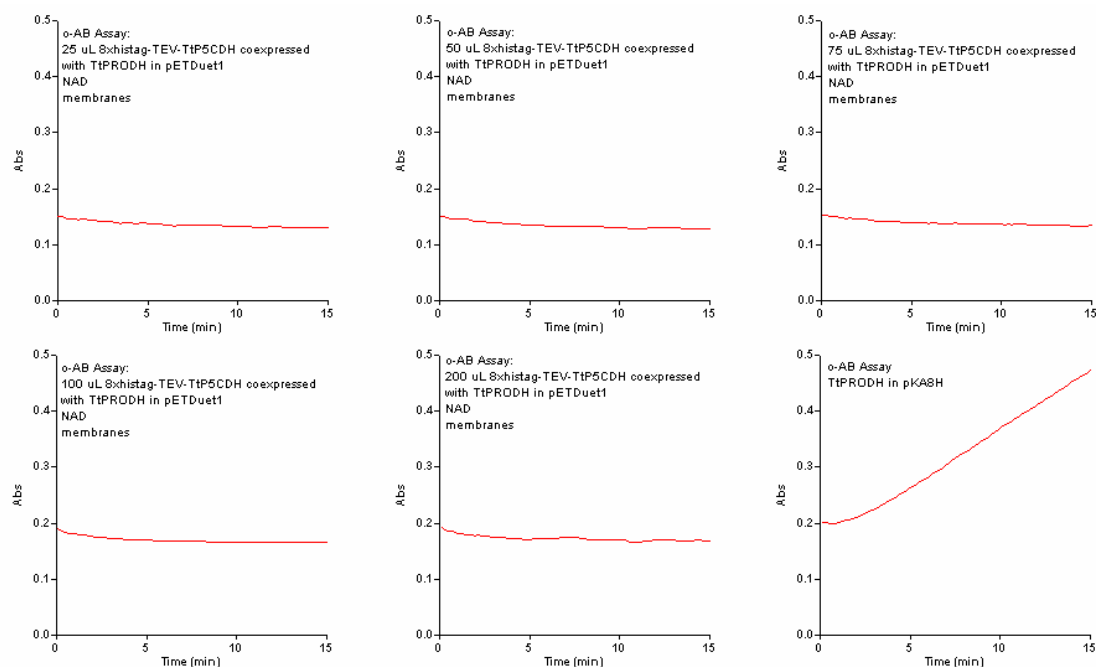 0.5
o-AB Assay:
25 uL 8xhistag-TEV-TtP5CDH coexpressed
with TtPRODH in pETDuet1
NAD
membranes
0.4
0.3
Abs
0.2
0.1
0.0
0
5
10
15
Time (min)
0.5
o-AB Assay:
50 uL 8xhistag-TEV-TtP5CDH coexpressed
with TtPRODH in pETDuet1
NAD
membranes
0.4
0.3
Abs
0.2
0.1
0.0
0
5
10
15
Time (min)
0.5
o-AB Assay:
75 uL 8xhistag-TEV-TtP5CDH coexpressed
with TtPRODH in pETDuet1
NAD
membranes
0.4
0.3
Abs
0.2
0.1
0.0
0
5
10
15
Time (min)
0.5
o-AB Assay:
100 uL 8xhistag-TEV-TtP5CDH coexpressed
with TtPRODH in pETDuet1
NAD
membranes
0.4
0.3
Abs
0.2
0.1
0.0
0
5
10
15
Time (min)
0.5
o-AB Assay:
200 uL 8xhistag-TEV-TtP5CDH coexpressed
with TtPRODH in pETDuet1
NAD
membranes
0.4
0.3
Abs
0.2
0.1
0.0
0
5
10
15
Time (min)
0.5
o-AB Assay
TtPRODH in pKA8H
0.4
0.3
Abs
0.2
0.1
0.0
0
5
10
15
Time (min)